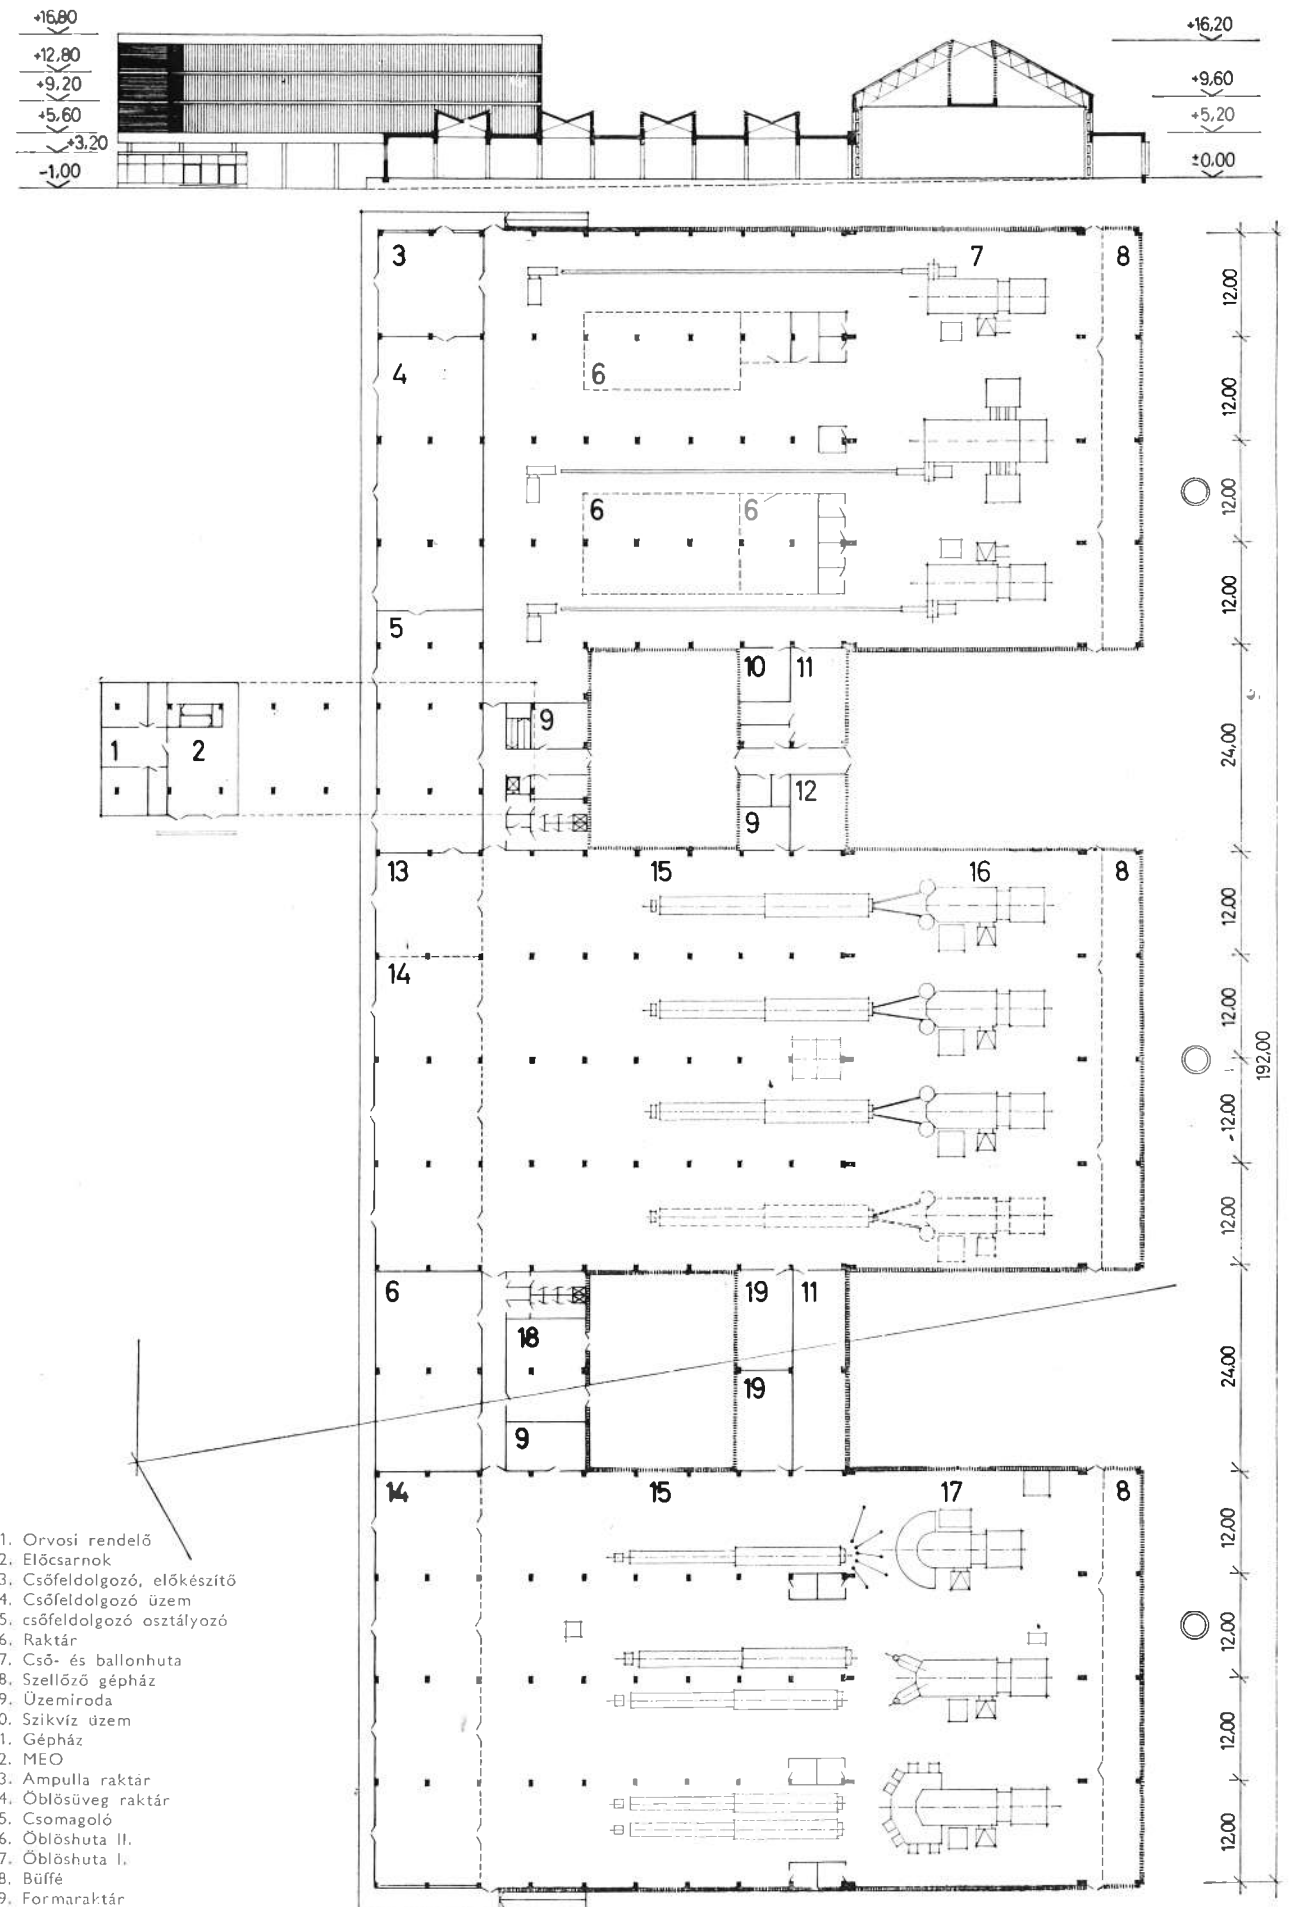 +16,80
+12,80
+9,20
+5,60
+3,20
-1,00
+16,20
+9,60
+5,20
±0,00
3
7
8
12,00
4
6
12,00
6
6
12,00
12,00
5
10
11
9
1
2
24,00
12
9
13
15
16
8
12,00
14
12,00
192,00
12,00
12,00
6
19
11
18
24,00
19
9
14
15
17
8
12,00
12,00
12,00
12,00
1. Orvosi rendelő
2. Előcsarnok
3. Csőfeldolgozó, előkészítő
4. Csőfeldolgozó üzem
5. csőfeldolgozó osztályozó
6. Raktár
7. Cső- és ballonhuta
8. Szellőző gépház
9. Üzemiroda
0. Szikvíz üzem
1. Gépház
2. MEO
3. Ampulla raktár
4. Öblösüveg raktár
5. Csomagoló
6. Öblöshuta II.
7. Öblöshuta I.
8. Büffé
9. Formaraktár